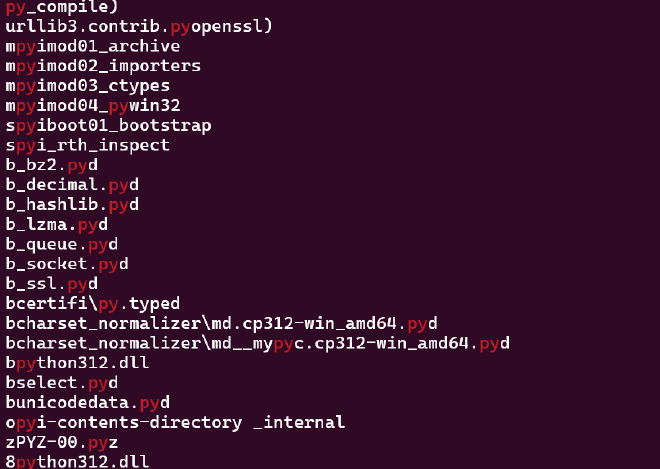 py_compile)
urllib3.contrib.pyopenssl)
mpyimod01_archive
mpyimod02_importers
mpyimod03_ctypes
mpyimod04_pywin32
spyiboot01_bootstrap
spyi_rth_inspect
b_bz2.pyd
b_decimal.pyd
b_hashlib.pyd
b_lzma.pyd
b_queue.pyd
b_socket.pyd
b_ssl.pyd
bcertifi\py.typed
bcharset_normalizer\md.cp312-win_amd64.pyd
bcharset_normalizer\md__mypyc.cp312-win_amd64.pyd
bpython312.dll
bselect.pyd
bunicodedata.pyd
opyi-contents-directory _internal
zPYZ-00.pyz
8python312.dll